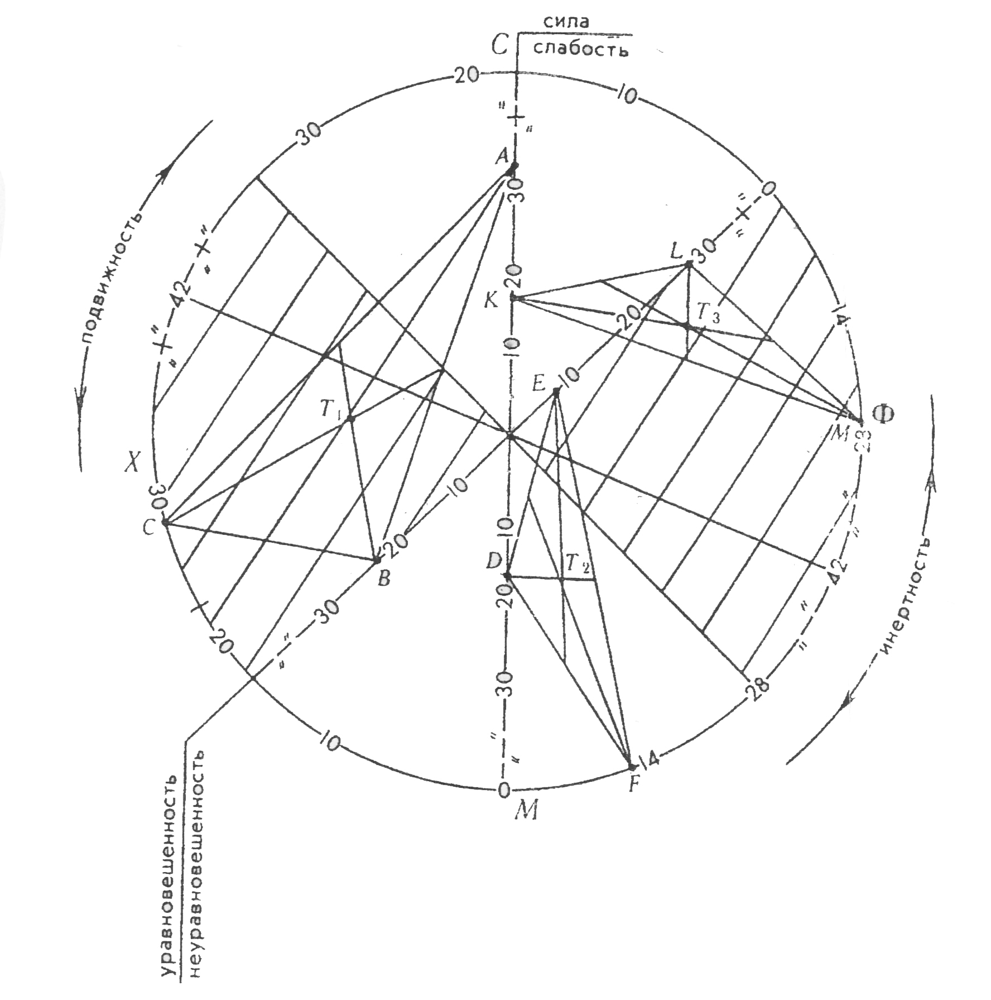 сила
С
слабость
20
10
30
"
+
"
A
0
30
"
+
"
L
30
20
K
20
T3
14
10
подвижность
"
+
"
42
"
+
"
E
10
T1
Ф
M
28
X
30
C
10
20
B
10
D
T2
20
"
"
42
"
"
инертность
30
"
"
20
28
30
"
"
10
14
F
0
M
уравновешенность
неуравновешенность